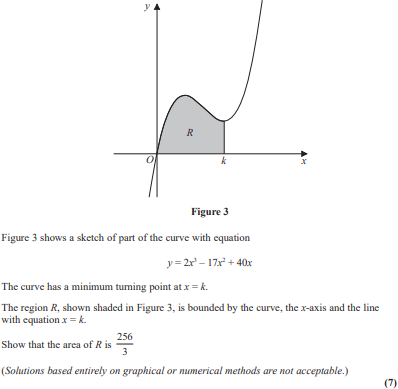 y
R
O
k
x
Figure 3
Figure 3 shows a sketch of part of the curve with equation
y = 2x³ – 17x² + 40x
The curve has a minimum turning point at x = k.
The region R, shown shaded in Figure 3, is bounded by the curve, the x-axis and the line
with equation x = k.
Show that the area of R is 256/3
(Solutions based entirely on graphical or numerical methods are not acceptable.)
(7)